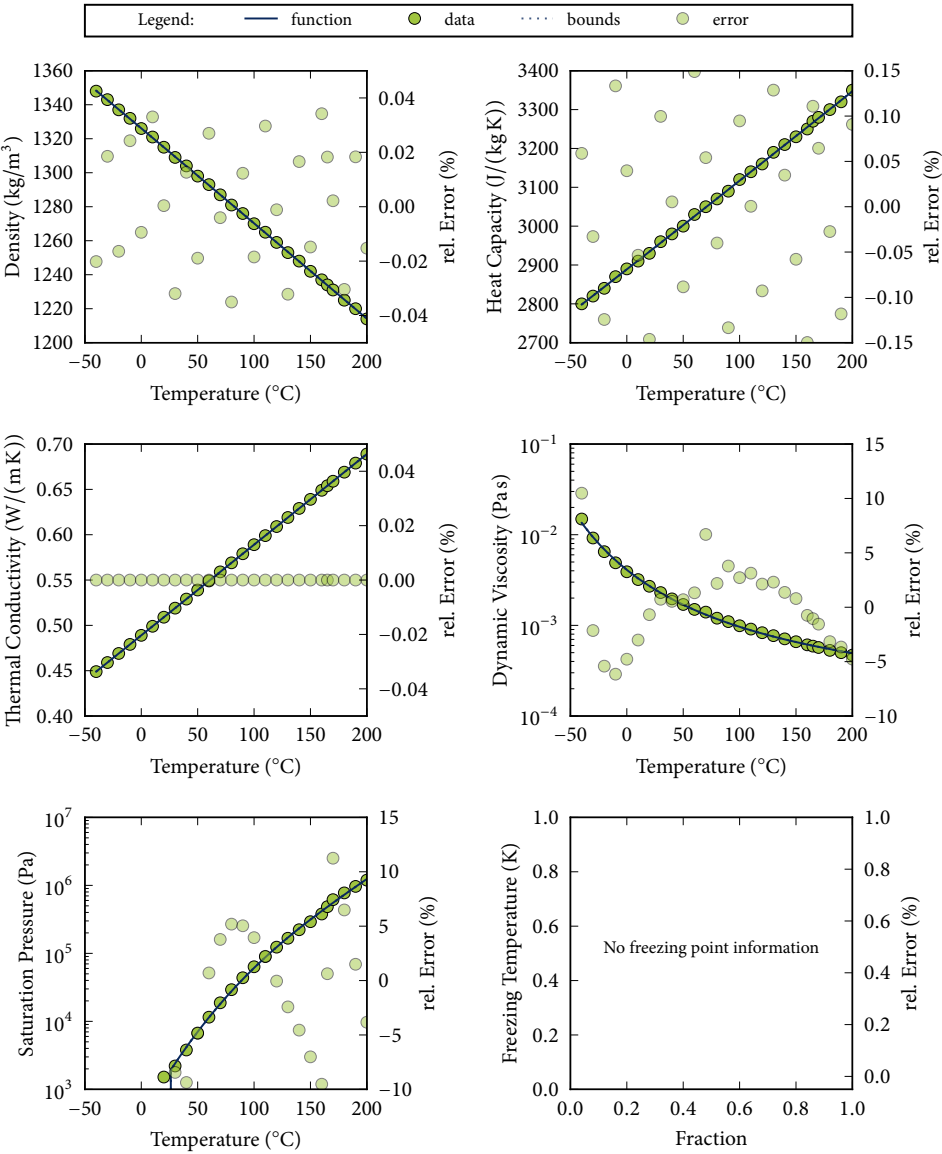 Legend: function data bounds error
1360
1340
1320
1300
1280
1260
1240
1220
1200
Density (kg/m³)
0.04
0.02
0.00
−0.02
−0.04
rel. Error (%)
−50 0 50 100 150 200
Temperature (°C)
3400
3300
3200
3100
3000
2900
2800
2700
Heat Capacity (J/(kg K))
0.15
0.10
0.05
0.00
−0.05
−0.10
−0.15
rel. Error (%)
−50 0 50 100 150 200
Temperature (°C)
0.70
0.65
0.60
0.55
0.50
0.45
0.40
Thermal Conductivity (W/(m K))
0.04
0.02
0.00
−0.02
−0.04
rel. Error (%)
−50 0 50 100 150 200
Temperature (°C)
10⁻¹
10⁻²
10⁻³
10⁻⁴
Dynamic Viscosity (Pa s)
15
10
5
0
−5
−10
rel. Error (%)
−50 0 50 100 150 200
Temperature (°C)
10⁷
10⁶
10⁵
10⁴
10³
Saturation Pressure (Pa)
15
10
5
0
−5
−10
rel. Error (%)
−50 0 50 100 150 200
Temperature (°C)
1.0
0.8
0.6
0.4
0.2
0.0
Freezing Temperature (K)
No freezing point information
1.0
0.8
0.6
0.4
0.2
0.0
rel. Error (%)
0.0 0.2 0.4 0.6 0.8 1.0
Fraction